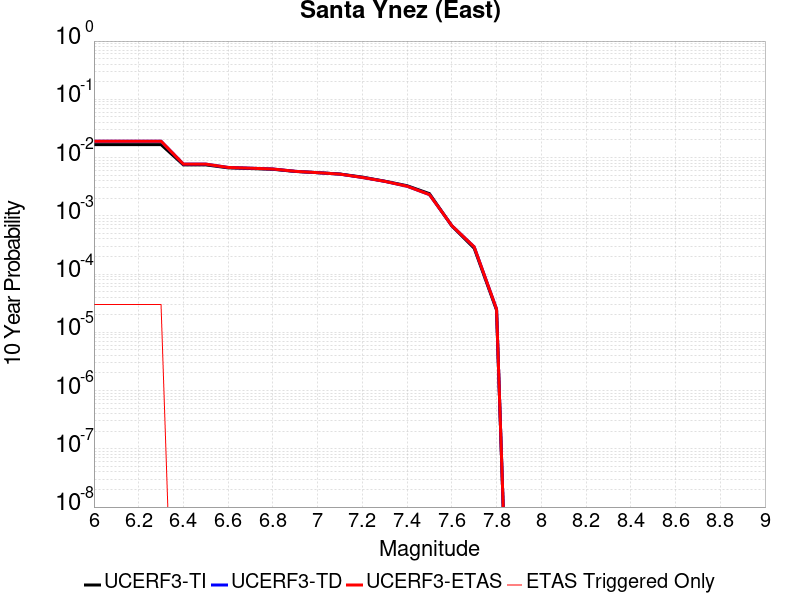 Santa Ynez (East)
10^0
10^-1
10^-2
10^-3
10^-4
10^-5
10^-6
10^-7
10^-8
10 Year Probability
6 6.2 6.4 6.6 6.8 7 7.2 7.4 7.6 7.8 8 8.2 8.4 8.6 8.8 9
Magnitude
UCERF3-TI UCERF3-TD UCERF3-ETAS ETAS Triggered Only